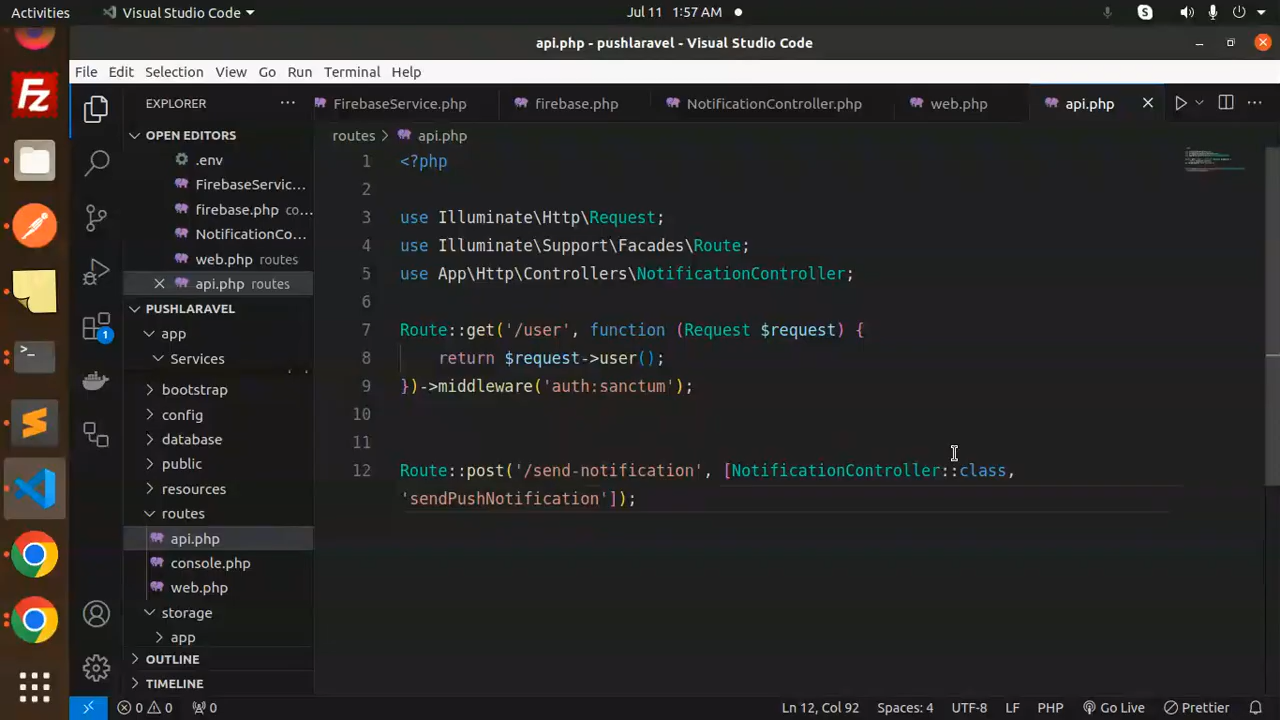 Activities
Visual Studio Code
Jul 11 1:57 AM
S
api.php - pushlaravel - Visual Studio Code
File Edit Selection View Go Run Terminal Help
EXPLORER
FirebaseService.php
firebase.php
NotificationController.php
web.php
api.php
Fz
OPEN EDITORS
.env
FirebaseServic...
firebase.php co...
NotificationCo...
web.php routes
api.php routes
PUSHLARAVEL
app
Services
bootstrap
config
database
public
resources
routes
api.php
console.php
web.php
storage
app
OUTLINE
TIMELINE
1
routes > api.php
1 <?php
2
3 use Illuminate\Http\Request;
4 use Illuminate\Support\Facades\Route;
5 use App\Http\Controllers\NotificationController;
6
7 Route::get('/user', function (Request $request) {
8 return $request->user();
9 })->middleware('auth:sanctum');
10
11
12 Route::post('/send-notification', [NotificationController::class,
'sendPushNotification']);
0 0 0
Ln 12, Col 92 Spaces: 4 UTF-8 LF PHP Go Live Prettier